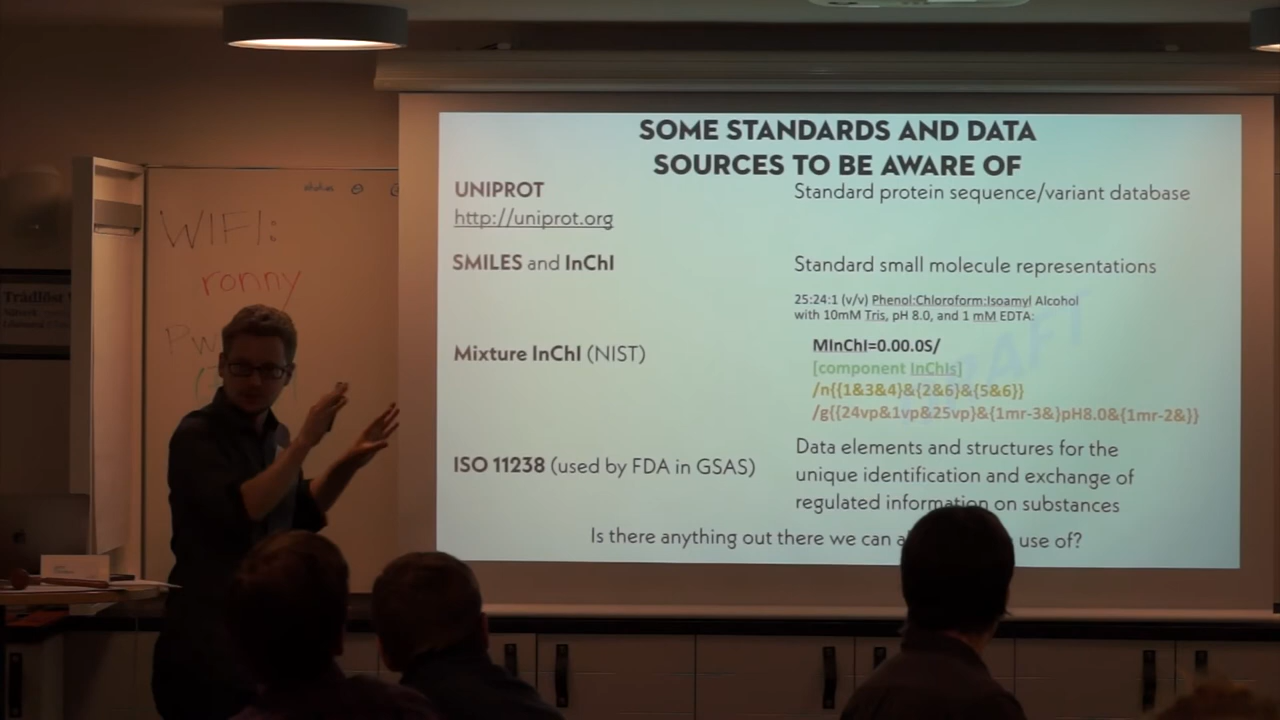 SOME STANDARDS AND DATA
SOURCES TO BE AWARE OF
UNIPROT
http://uniprot.org
Standard protein sequence/variant database
SMILES and InChI
Standard small molecule representations
25:24:1 (v/v) Phenol:Chloroform:Isoamyl Alcohol
with 10mM Tris, pH 8.0, and 1 mM EDTA:
Mixture InChI (NIST)
MInChI=0.00.0S/
[component InChIs]
/n{{1&3&4}&{2&6}&{5&6}}
/g{{24vp&1vp&25vp}&{1mr-3&}pH8.0&{1mr-2&}}
ISO 11238 (used by FDA in GSAS)
Data elements and structures for the
unique identification and exchange of
regulated information on substances
Is there anything out there we can use of?
WIFI:
ronny
Trådlöst